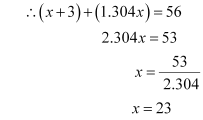 ∴(x+3)+(1.304x)=56
2.304x=53
x=53/2.304
x=23